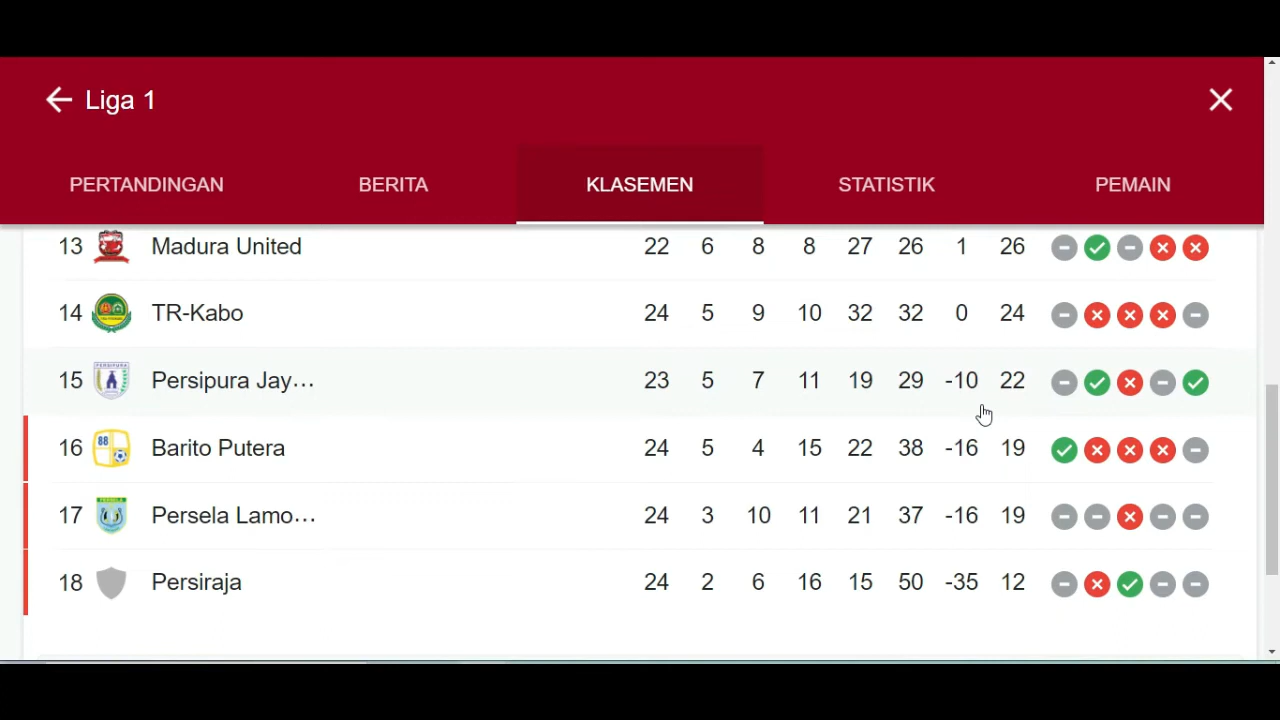 Liga 1
PERTANDINGAN BERITA KLASEMEN STATISTIK PEMAIN
13 Madura United 22 6 8 8 27 26 1 26
14 TR-Kabo 24 5 9 10 32 32 0 24
15 Persipura Jay... 23 5 7 11 19 29 -10 22
16 88 Barito Putera 24 5 4 15 22 38 -16 19
17 Persela Lamo... 24 3 10 11 21 37 -16 19
18 Persiraja 24 2 6 16 15 50 -35 12